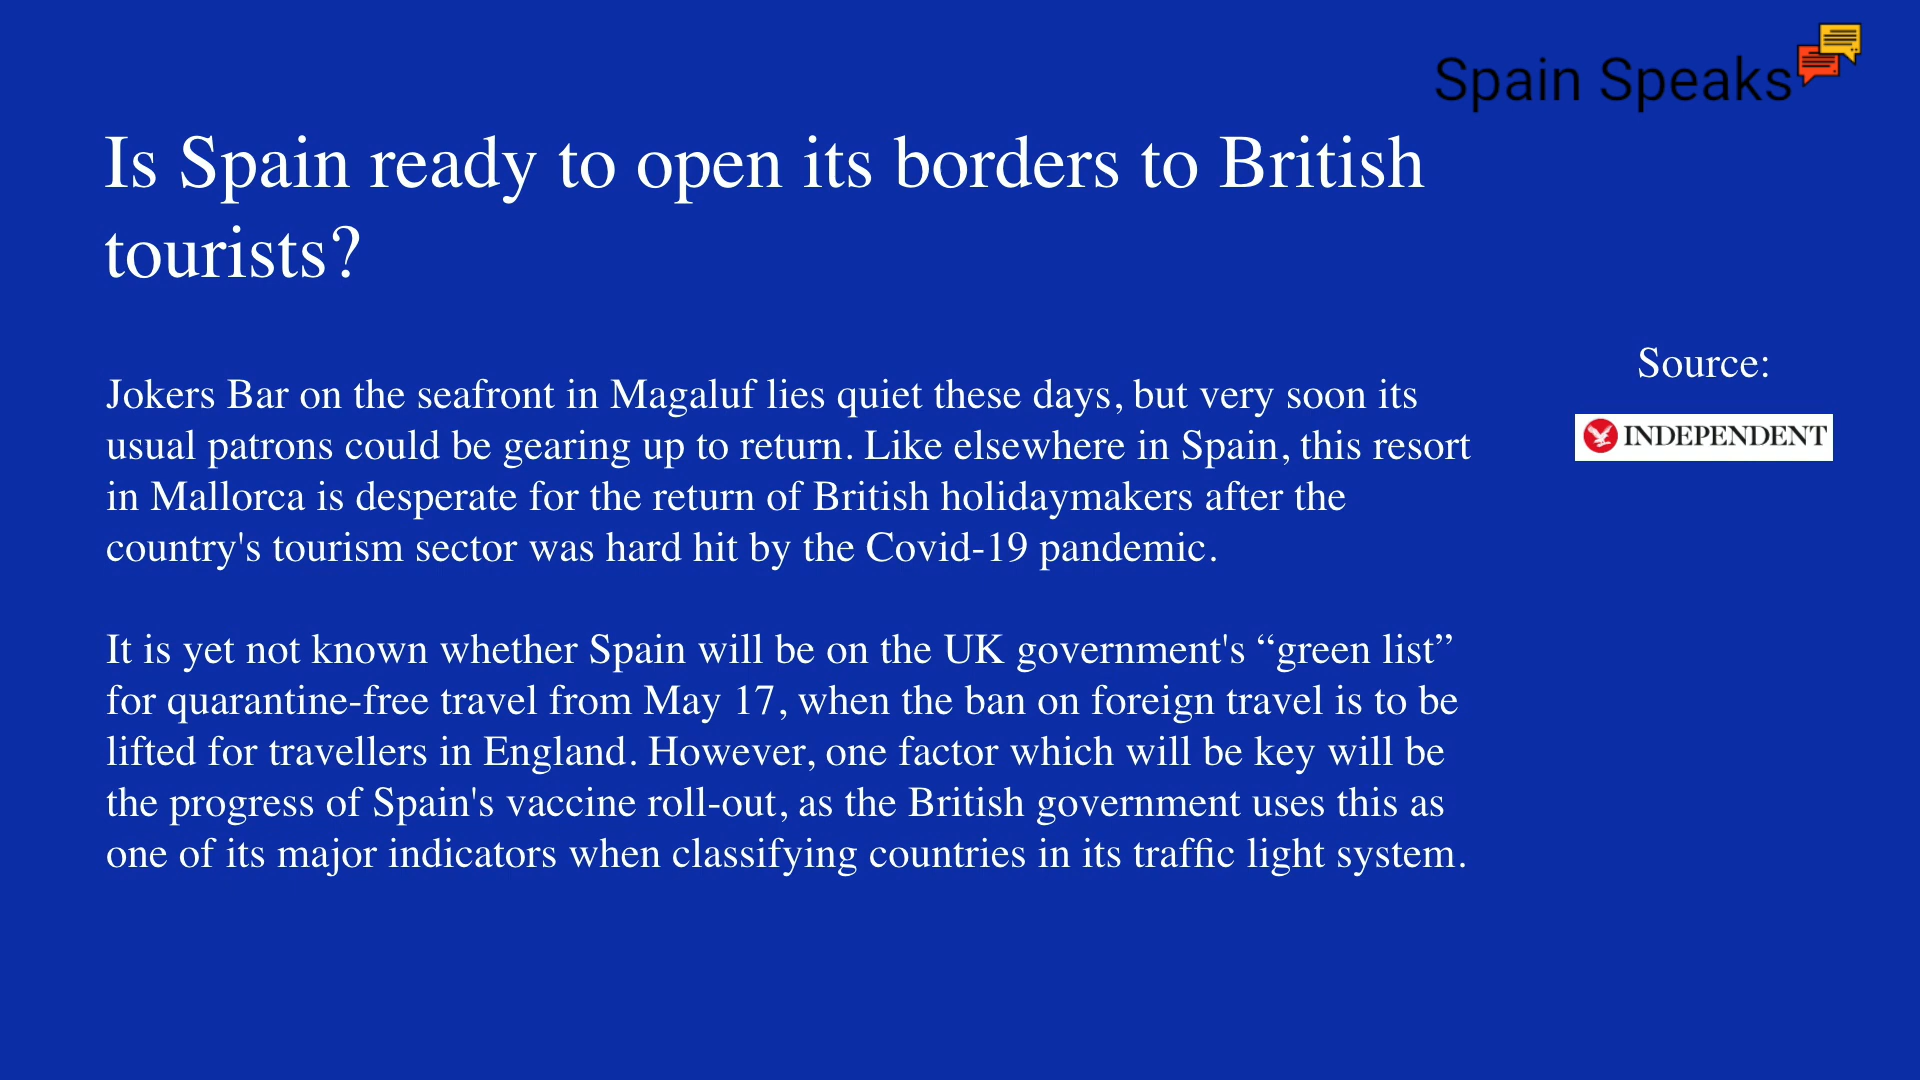 Spain Speaks
Is Spain ready to open its borders to British
tourists?
Source:
INDEPENDENT
Jokers Bar on the seafront in Magaluf lies quiet these days, but very soon its
usual patrons could be gearing up to return. Like elsewhere in Spain, this resort
in Mallorca is desperate for the return of British holidaymakers after the
country's tourism sector was hard hit by the Covid-19 pandemic.
It is yet not known whether Spain will be on the UK government's “green list”
for quarantine-free travel from May 17, when the ban on foreign travel is to be
lifted for travellers in England. However, one factor which will be key will be
the progress of Spain's vaccine roll-out, as the British government uses this as
one of its major indicators when classifying countries in its traffic light system.